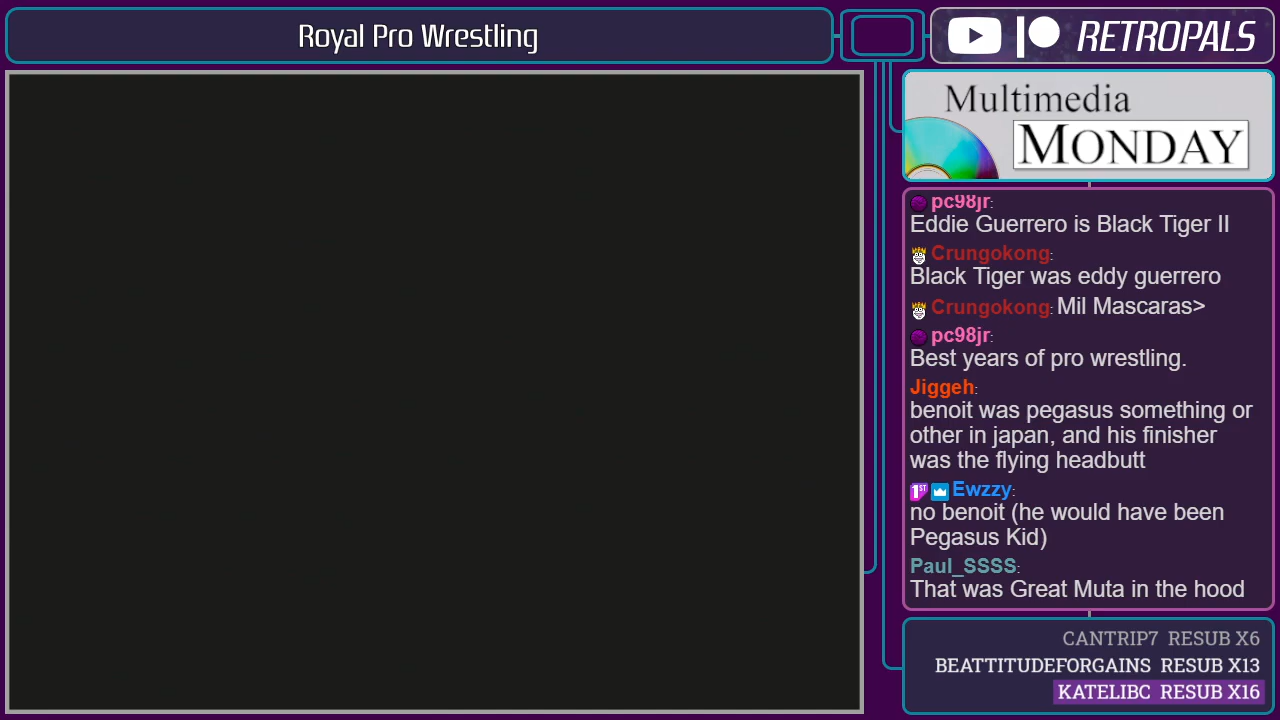 Royal Pro Wrestling
RETROPALS
Multimedia
MONDAY
pc98jr:
Eddie Guerrero is Black Tiger II
Crungokong:
Black Tiger was eddy guerrero
Crungokong: Mil Mascaras>
pc98jr:
Best years of pro wrestling.
Jiggeh:
benoit was pegasus something or
other in japan, and his finisher
was the flying headbutt
1ST Ewzzy:
no benoit (he would have been
Pegasus Kid)
Paul_SSSS:
That was Great Muta in the hood
CANTRIP7 RESUB X6
BEATTITUDEFORGAINS RESUB X13
KATELIBC RESUB X16